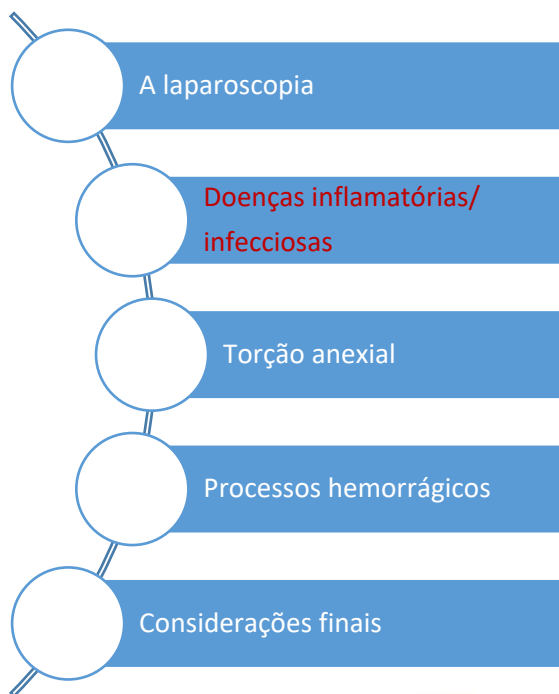 A laparoscopia
Doenças inflamatórias/
infecciosas
Torção anexial
Processos hemorrágicos
Considerações finais